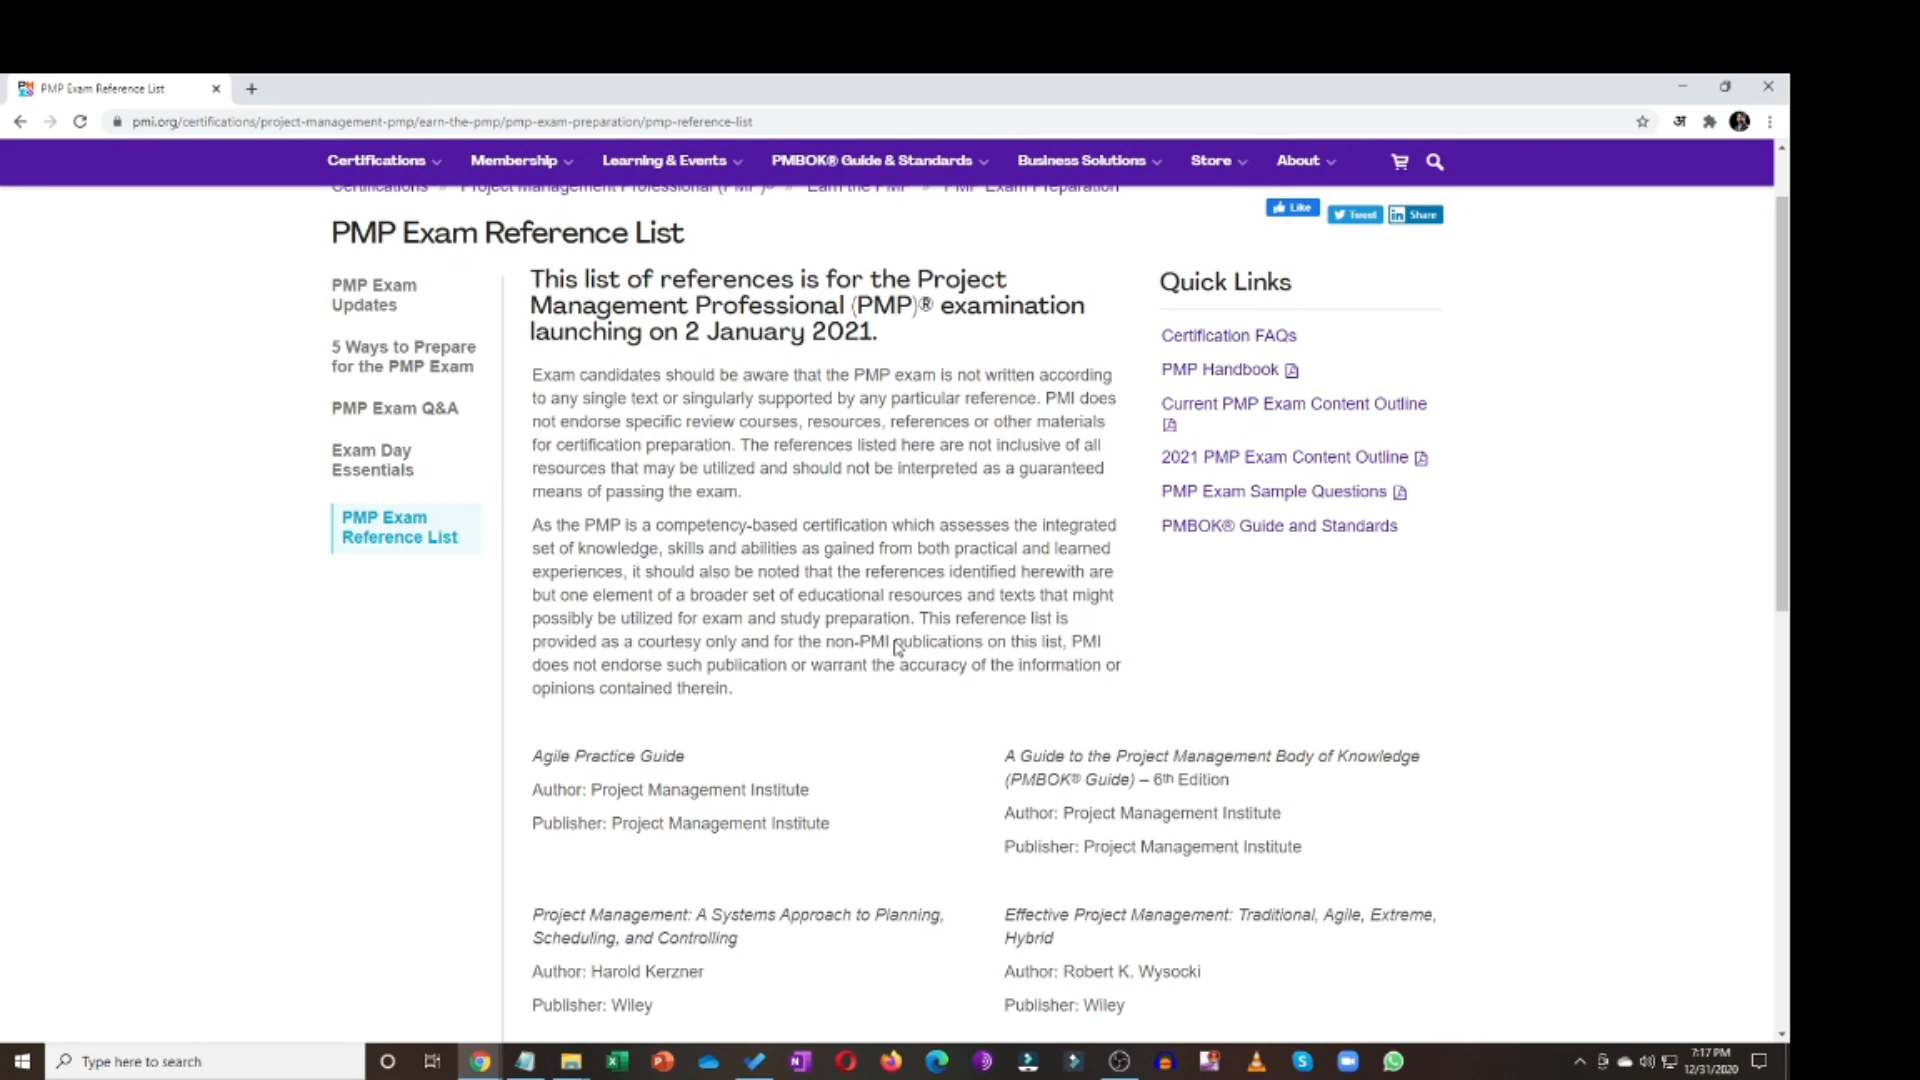 PMP Exam Reference List
pmi.org/certifications/project-management-pmp/earn-the-pmp/pmp-exam-preparation/pmp-reference-list
अ
Certifications Membership Learning & Events PMBOK® Guide & Standards Business Solutions Store About
Certifications » Project Management Professional (PMP)® » Earn the PMP » PMP Exam Preparation
Like Tweet Share
PMP Exam Reference List
PMP Exam
Updates
5 Ways to Prepare
for the PMP Exam
PMP Exam Q&A
Exam Day
Essentials
PMP Exam
Reference List
This list of references is for the Project
Management Professional (PMP)® examination
launching on 2 January 2021.
Exam candidates should be aware that the PMP exam is not written according
to any single text or singularly supported by any particular reference. PMI does
not endorse specific review courses, resources, references or other materials
for certification preparation. The references listed here are not inclusive of all
resources that may be utilized and should not be interpreted as a guaranteed
means of passing the exam.
As the PMP is a competency-based certification which assesses the integrated
set of knowledge, skills and abilities as gained from both practical and learned
experiences, it should also be noted that the references identified herewith are
but one element of a broader set of educational resources and texts that might
possibly be utilized for exam and study preparation. This reference list is
provided as a courtesy only and for the non-PMI publications on this list, PMI
does not endorse such publication or warrant the accuracy of the information or
opinions contained therein.
Quick Links
Certification FAQs
PMP Handbook
Current PMP Exam Content Outline
2021 PMP Exam Content Outline
PMP Exam Sample Questions
PMBOK® Guide and Standards
Agile Practice Guide
Author: Project Management Institute
Publisher: Project Management Institute
A Guide to the Project Management Body of Knowledge
(PMBOK® Guide) – 6th Edition
Author: Project Management Institute
Publisher: Project Management Institute
Project Management: A Systems Approach to Planning,
Scheduling, and Controlling
Author: Harold Kerzner
Publisher: Wiley
Effective Project Management: Traditional, Agile, Extreme,
Hybrid
Author: Robert K. Wysocki
Publisher: Wiley
Type here to search
7:17 PM
12/31/2020